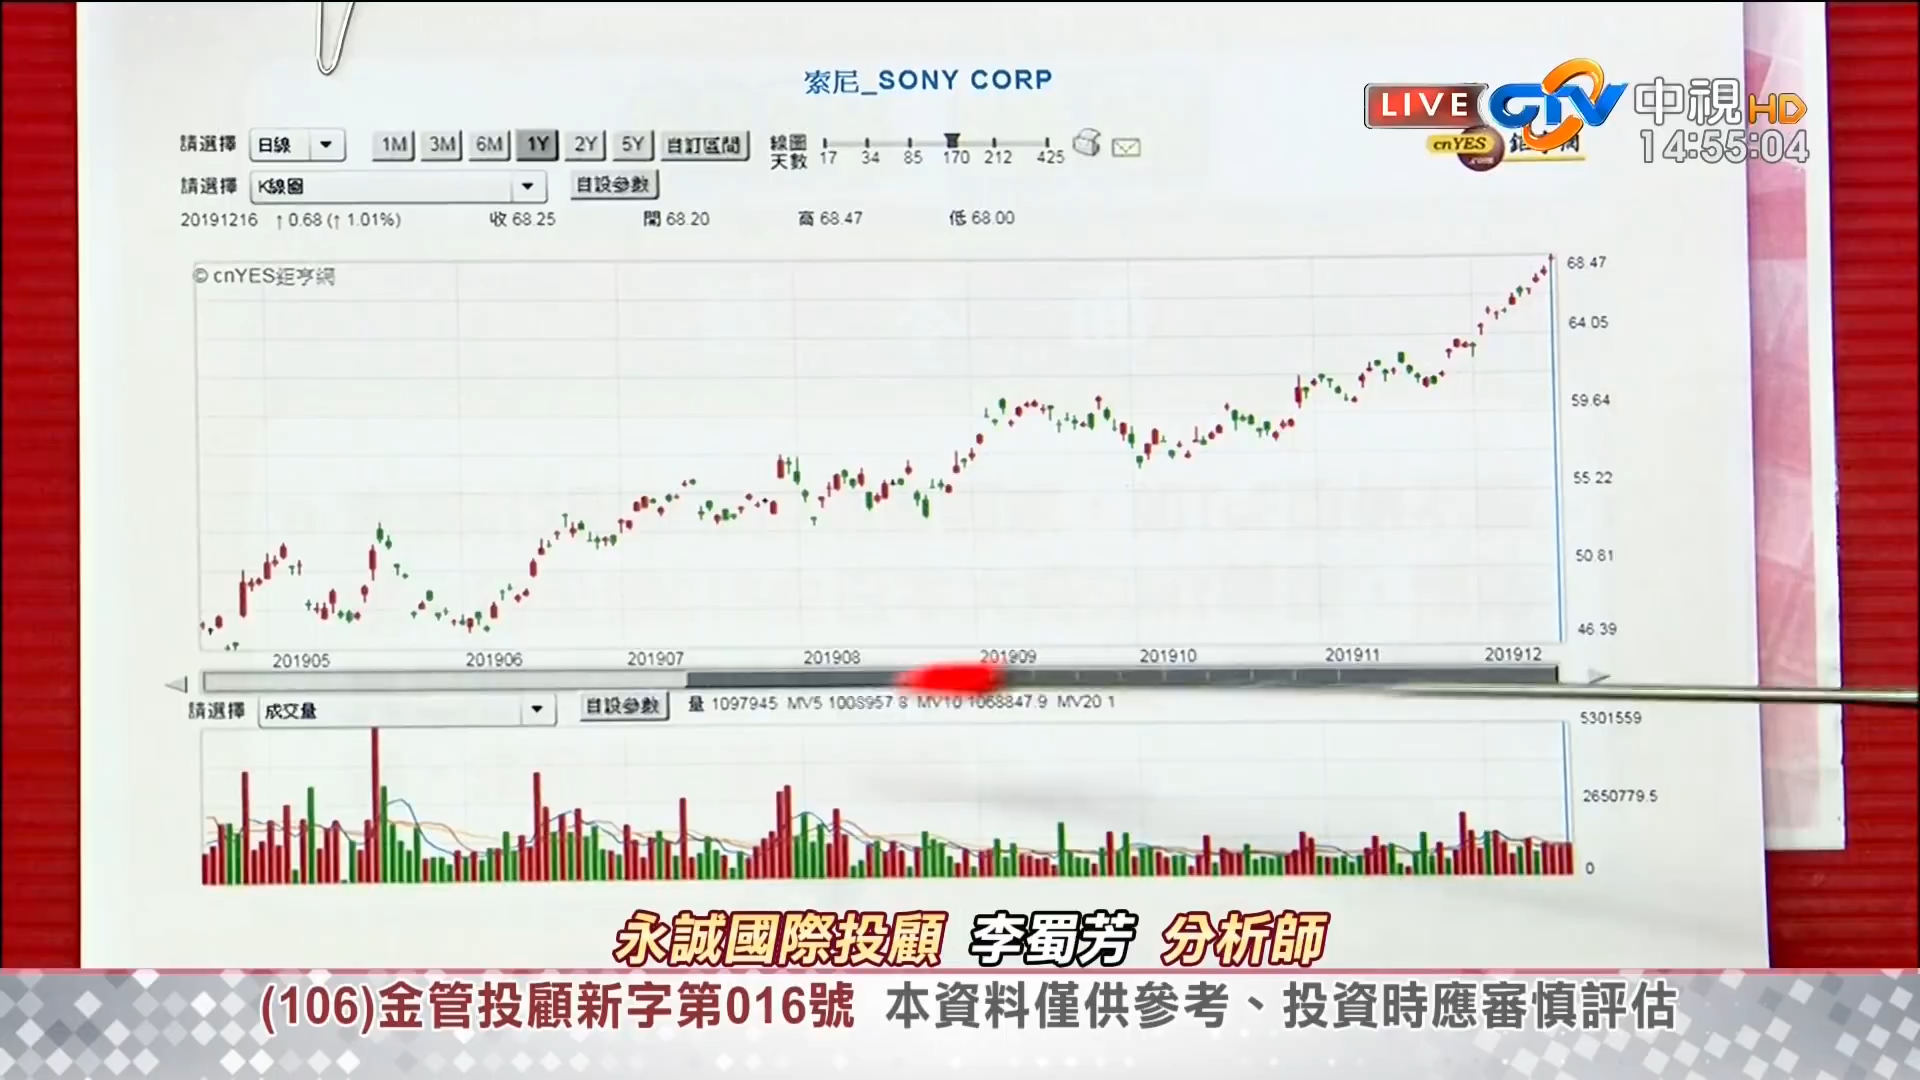 索尼_SONY CORP
LIVE CTV 中視HD
14:55:04
cnYES
.com
請選擇 日線 1M 3M 6M 1Y 2Y 5Y 自訂區間 線圖天數 17 34 85 170 212 425
請選擇 K線圖 自設參數
20191216 ↑ 0.68 (↑ 1.01%) 收 68.25 開 68.20 高 68.47 低 68.00
© cnYES鉅亨網
68.47
64.05
59.64
55.22
50.81
46.39
201905 201906 201907 201908 201909 201910 201911 201912
請選擇 成交量 自設參數 量 1097945 MV5 1008957.8 MV10 1068847.9 MV20 1
5301559
2650779.5
0
永誠國際投顧 李蜀芳 分析師
(106)金管投顧新字第016號 本資料僅供參考、投資時應審慎評估